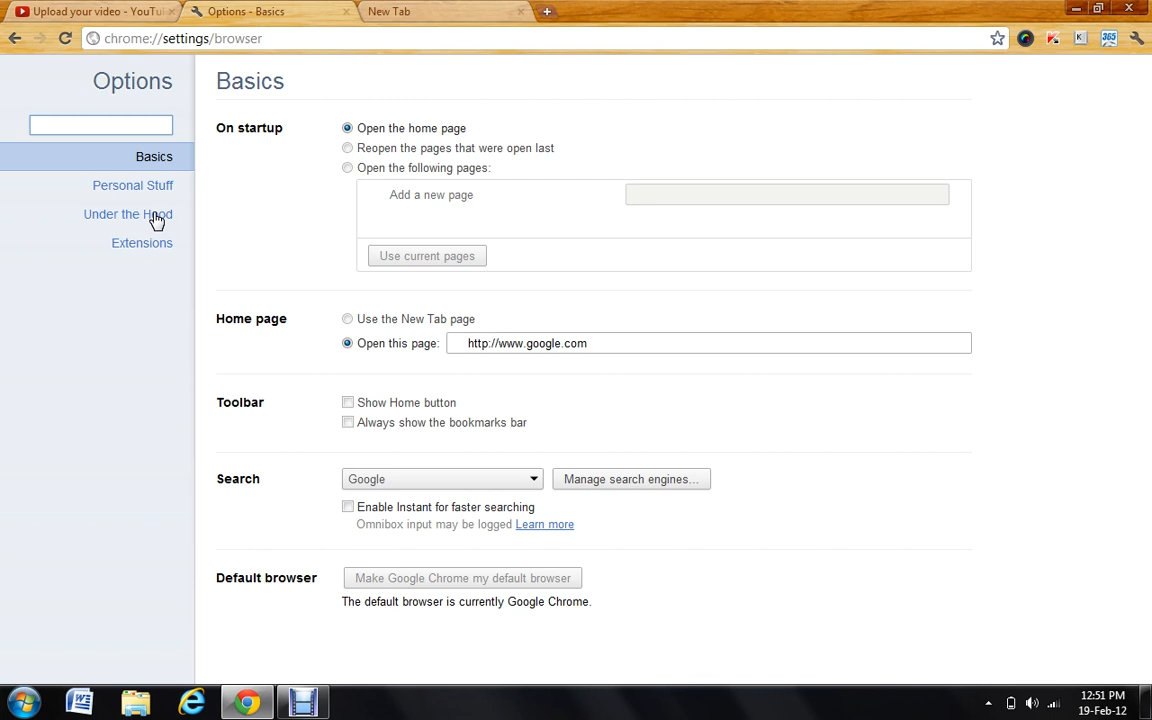 Upload your video - YouTu
Options - Basics
New Tab
chrome://settings/browser
K
365
Options
Basics
Personal Stuff
Under the Hood
Extensions
Basics
On startup
Open the home page
Reopen the pages that were open last
Open the following pages:
Add a new page
Use current pages
Home page
Use the New Tab page
Open this page: http://www.google.com
Toolbar
Show Home button
Always show the bookmarks bar
Search
Google
Manage search engines...
Enable Instant for faster searching
Omnibox input may be logged Learn more
Default browser
Make Google Chrome my default browser
The default browser is currently Google Chrome.
12:51 PM
19-Feb-12